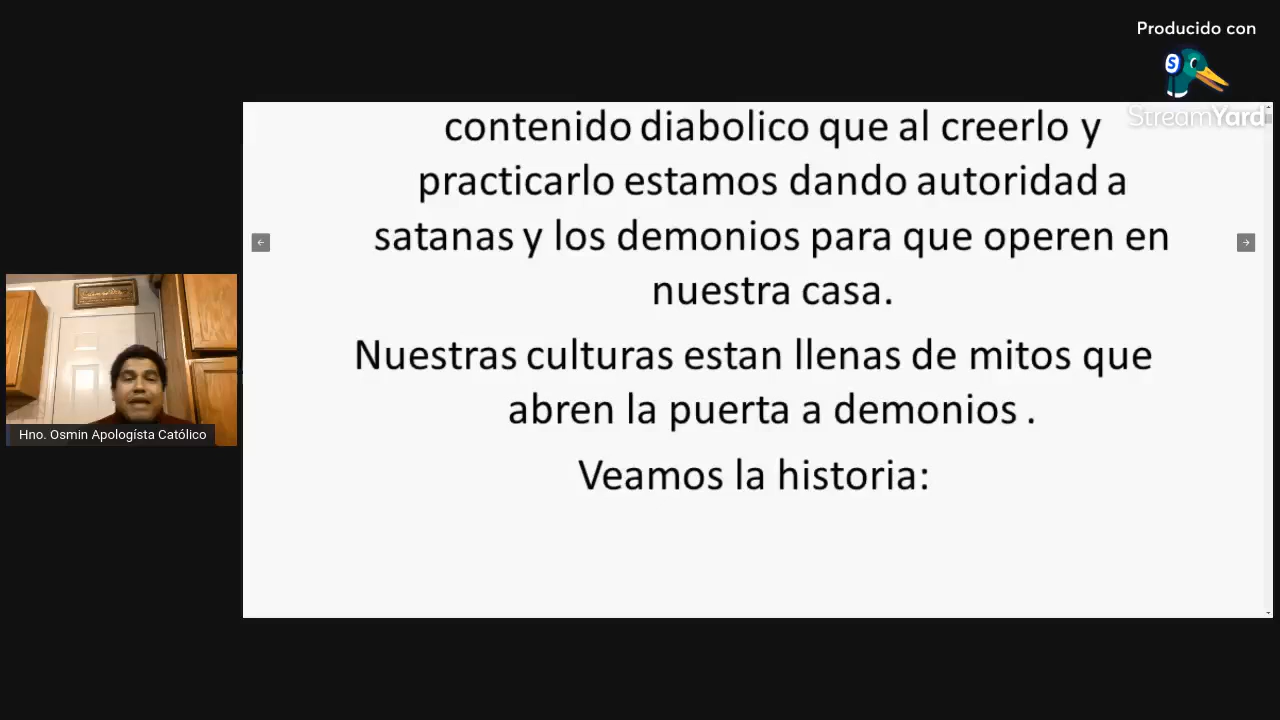 Producido con
StreamYard
contenido diabolico que al creerlo y
practicarlo estamos dando autoridad a
satanas y los demonios para que operen en
nuestra casa.
Nuestras culturas estan llenas de mitos que
abren la puerta a demonios .
Veamos la historia:
Hno. Osmin Apologísta Católico